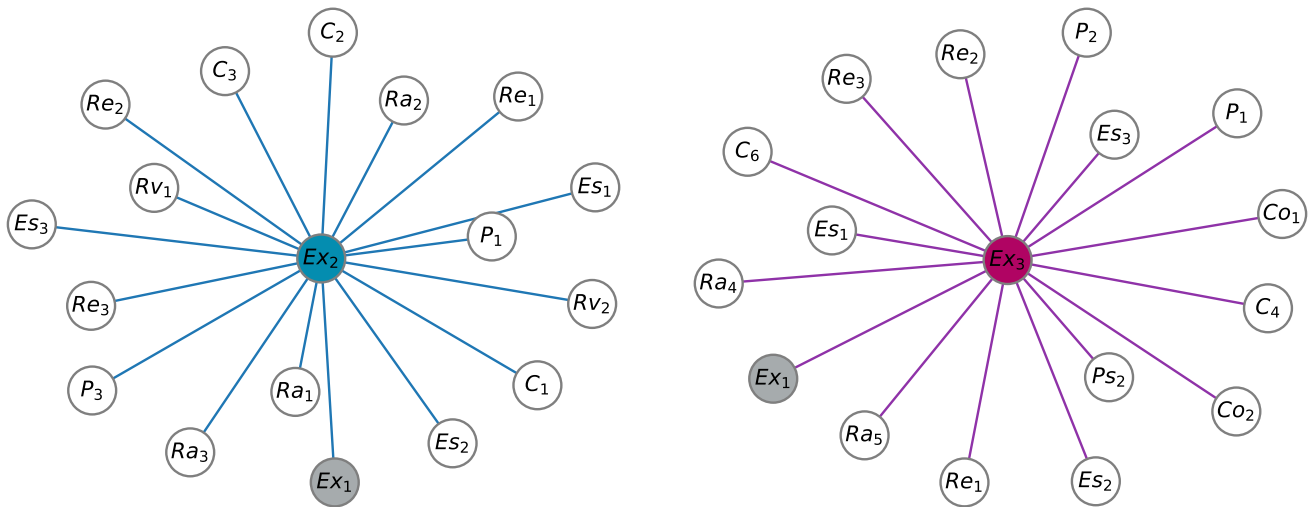 C₂
C₃
Re₂
Ra₂
Re₁
Rv₁
Es₁
Es₃
P₁
Ex₂
Re₃
Rv₂
P₃
Ra₁
C₁
Ra₃
Es₂
Ex₁
P₂
Re₂
Re₃
P₁
Es₃
C₆
Co₁
Es₁
Ex₃
Ra₄
C₄
Ex₁
Ps₂
Co₂
Ra₅
Re₁
Es₂